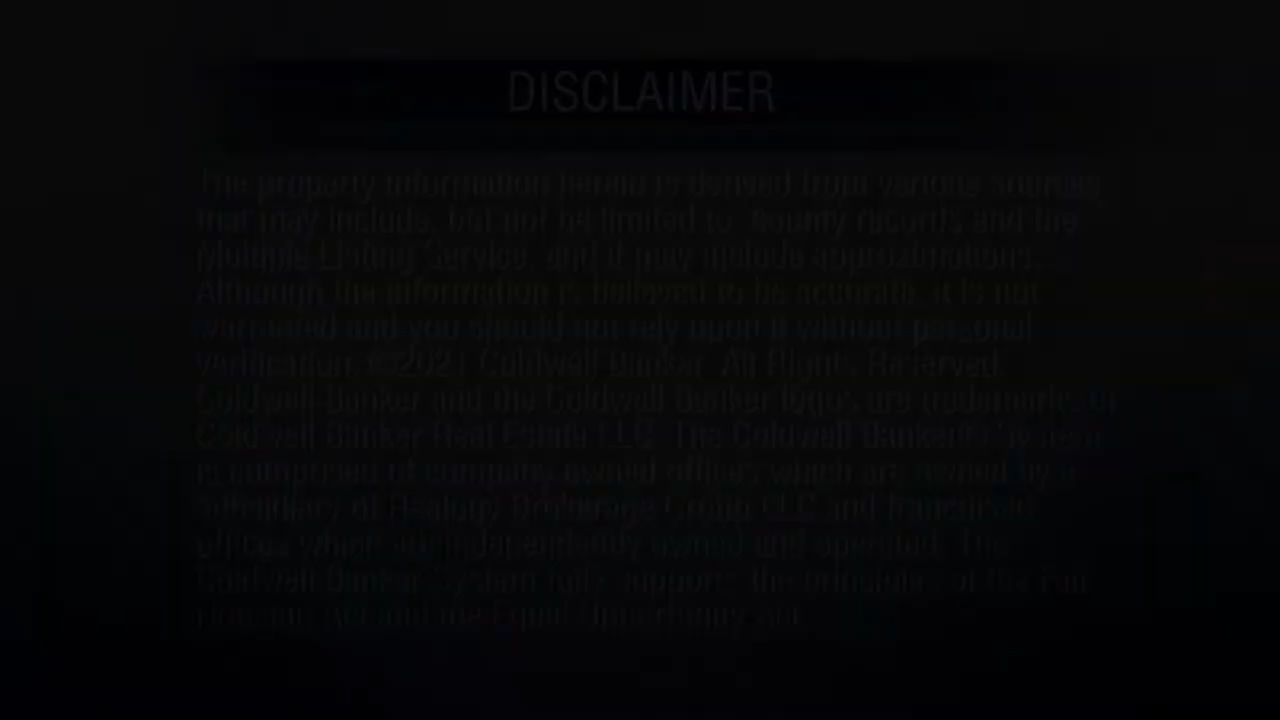 DISCLAIMER
The property information herein is derived from various sources
that may include, but not be limited to, county records and the
Multiple Listing Service, and it may include approximations.
Although the information is believed to be accurate, it is not
warranted and you should not rely upon it without personal
verification. ©2021 Coldwell Banker. All Rights Reserved.
Coldwell Banker and the Coldwell Banker logos are trademarks of
Coldwell Banker Real Estate LLC. The Coldwell Banker® System
is comprised of company owned offices which are owned by a
subsidiary of Realogy Brokerage Group LLC and franchised
offices which are independently owned and operated. The
Coldwell Banker System fully supports the principles of the Fair
Housing Act and the Equal Opportunity Act.